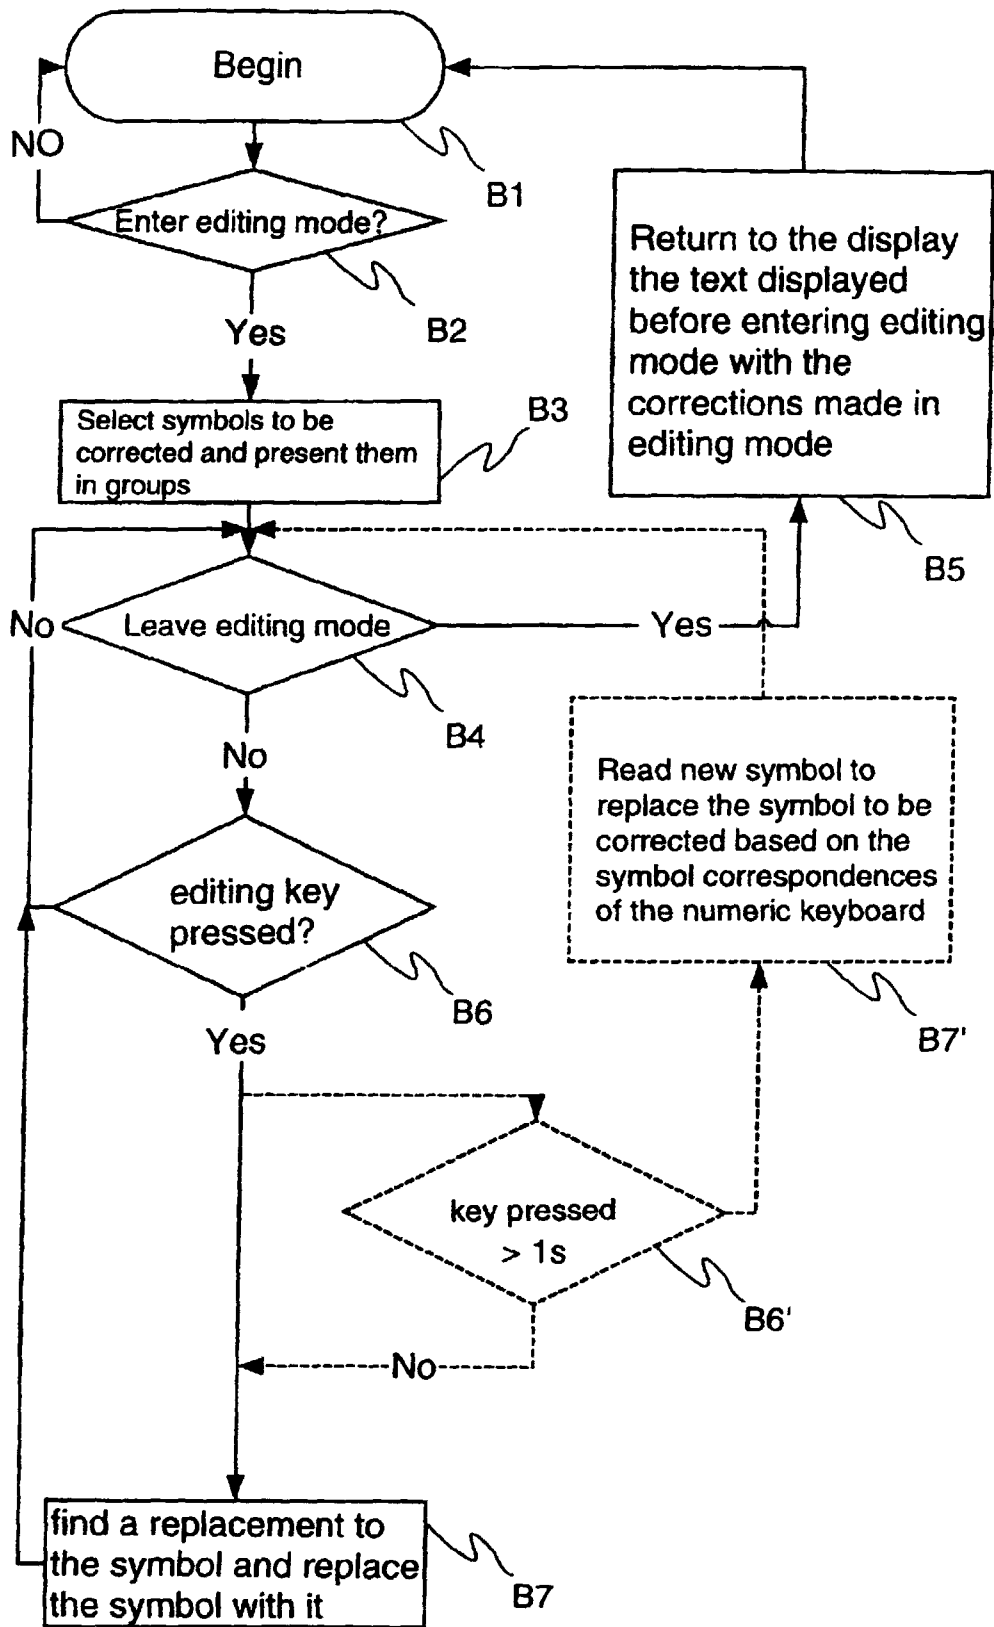 Begin
NO
B1
Enter editing mode?
B2
Yes
Return to the display
the text displayed
before entering editing
mode with the
corrections made in
editing mode
B5
Select symbols to be
corrected and present them
in groups
B3
No
Leave editing mode
Yes
B4
No
Read new symbol to
replace the symbol to be
corrected based on the
symbol correspondences
of the numeric keyboard
B7'
editing key
pressed?
B6
Yes
key pressed
> 1s
B6'
No
find a replacement to
the symbol and replace
the symbol with it
B7